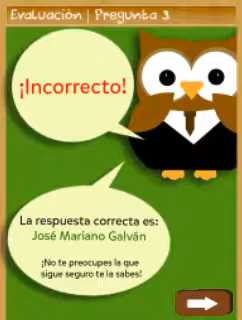 Evaluación | Pregunta 3
¡Incorrecto!
La respuesta correcta es:
José Mariano Galván
¡No te preocupes la que
sigue seguro te la sabes!